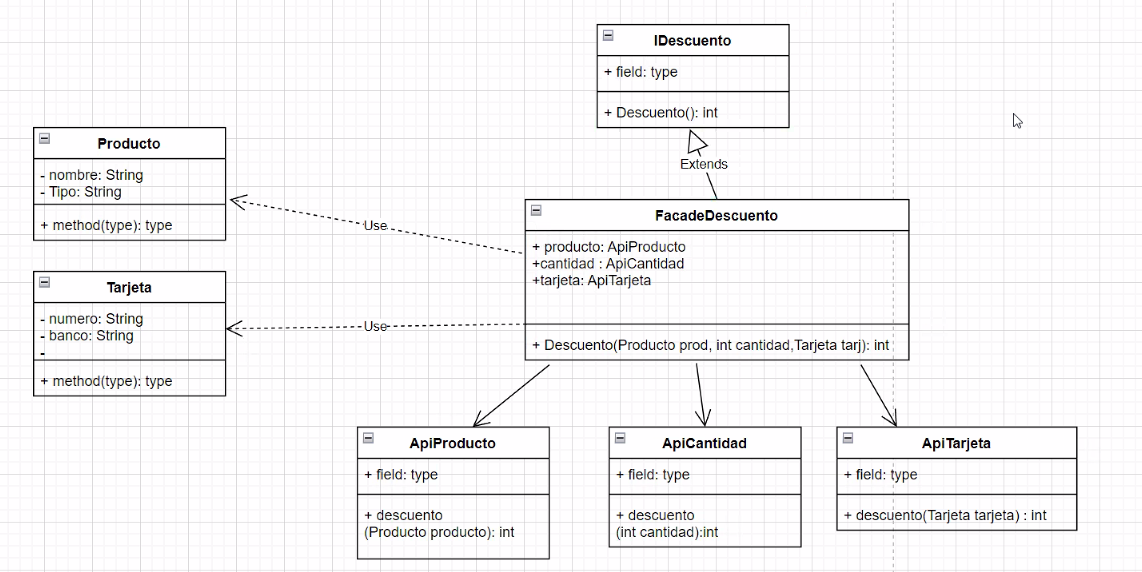 IDescuento
+ field: type
+ Descuento(): int
Extends
Producto
- nombre: String
- Tipo: String
+ method(type): type
Use
FacadeDescuento
+ producto: ApiProducto
+cantidad : ApiCantidad
+tarjeta: ApiTarjeta
+ Descuento(Producto prod, int cantidad,Tarjeta tarj): int
Tarjeta
- numero: String
- banco: String
-
+ method(type): type
Use
ApiProducto
+ field: type
+ descuento
(Producto producto): int
ApiCantidad
+ field: type
+ descuento
(int cantidad):int
ApiTarjeta
+ field: type
+ descuento(Tarjeta tarjeta) : int